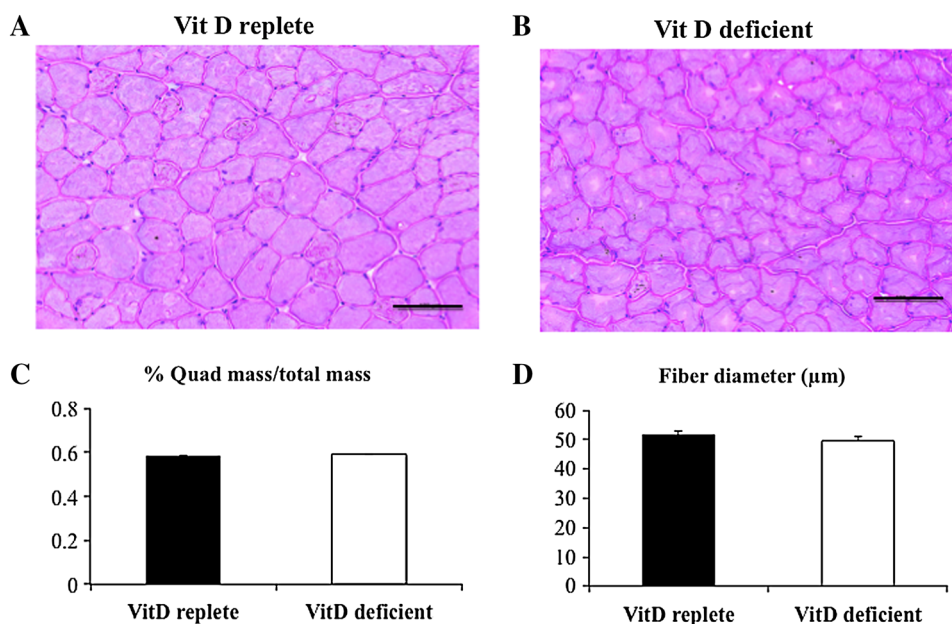 A
Vit D replete
B
Vit D deficient
C
% Quad mass/total mass
0.8
0.6
0.4
0.2
0
VitD replete
VitD deficient
D
Fiber diameter (µm)
60
50
40
30
20
10
0
VitD replete
VitD deficient